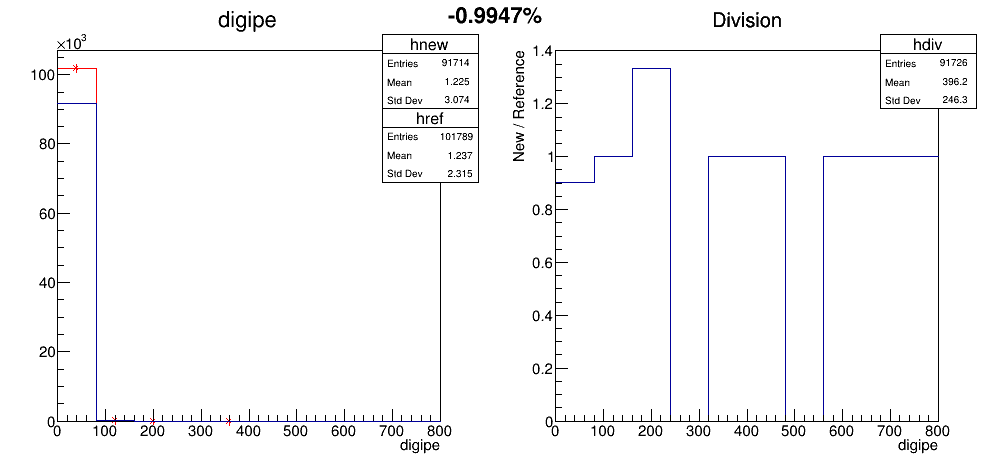 -0.9947%
digipe
×10³
hnew
Entries 91714
Mean 1.225
Std Dev 3.074
href
Entries 101789
Mean 1.237
Std Dev 2.315
100
80
60
40
20
0
0 100 200 300 400 500 600 700 800
digipe
Division
hdiv
Entries 91726
Mean 396.2
Std Dev 246.3
New / Reference
1.4
1.2
1
0.8
0.6
0.4
0.2
0
0 100 200 300 400 500 600 700 800
digipe